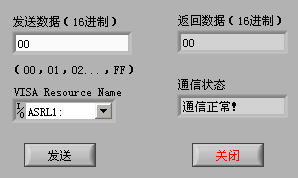 发送数据（16进制）
00
（00，01，02...，FF）
VISA Resource Name
I/O ASRL1:
发送
返回数据（16进制）
00
通信状态
通信正常!
关闭